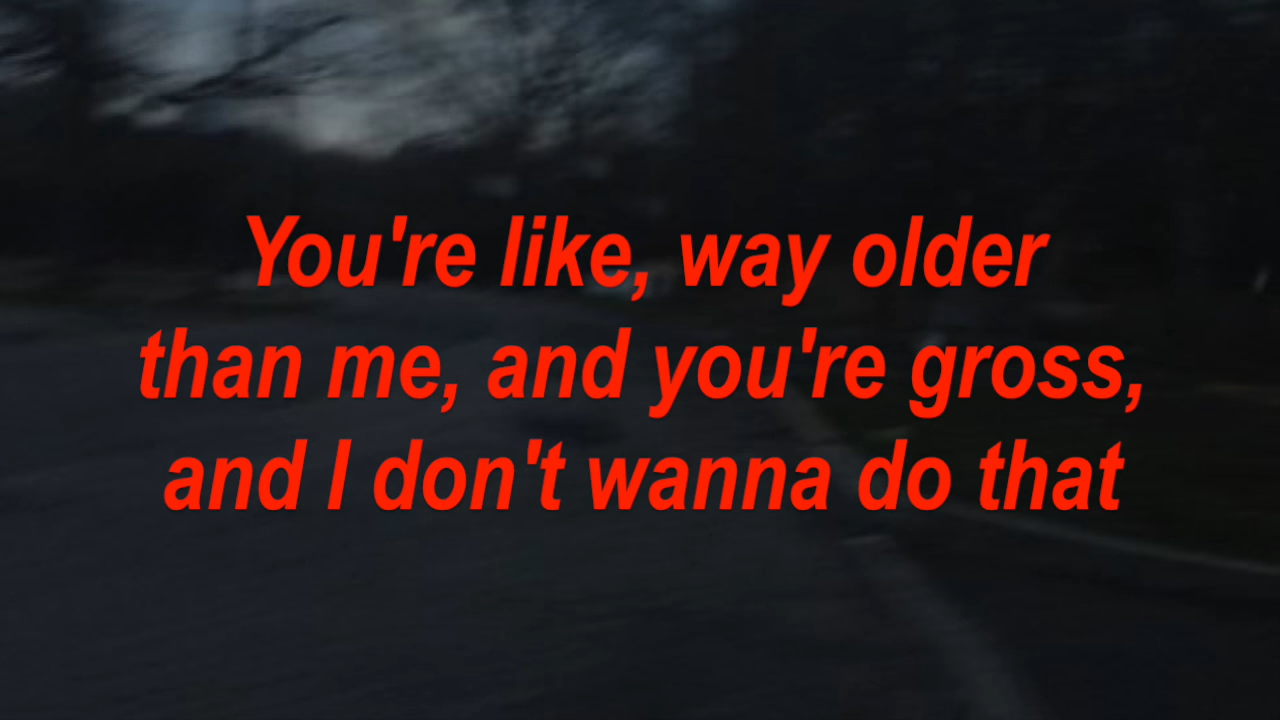 You're like, way older
than me, and you're gross,
and I don't wanna do that